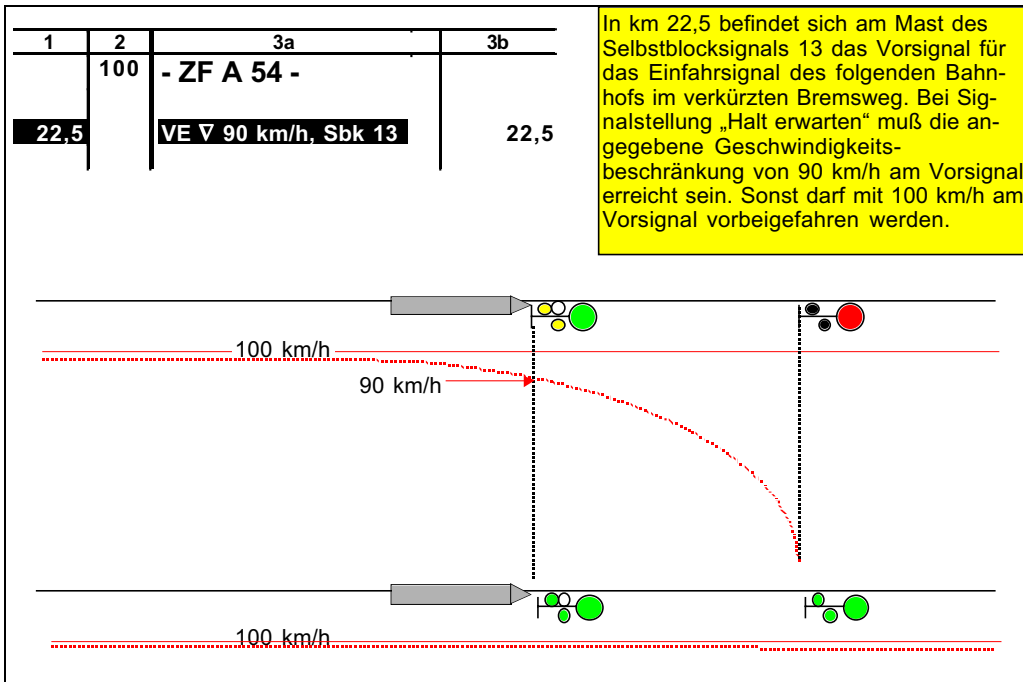 1 2 3a 3b
100 - ZF A 54 -
22,5 VE ∇ 90 km/h, Sbk 13 22,5
In km 22,5 befindet sich am Mast des
Selbstblocksignals 13 das Vorsignal für
das Einfahrsignal des folgenden Bahn-
hofs im verkürzten Bremsweg. Bei Sig-
nalstellung „Halt erwarten“ muß die an-
gegebene Geschwindigkeits-
beschränkung von 90 km/h am Vorsignal
erreicht sein. Sonst darf mit 100 km/h am
Vorsignal vorbeigefahren werden.
100 km/h
90 km/h
100 km/h